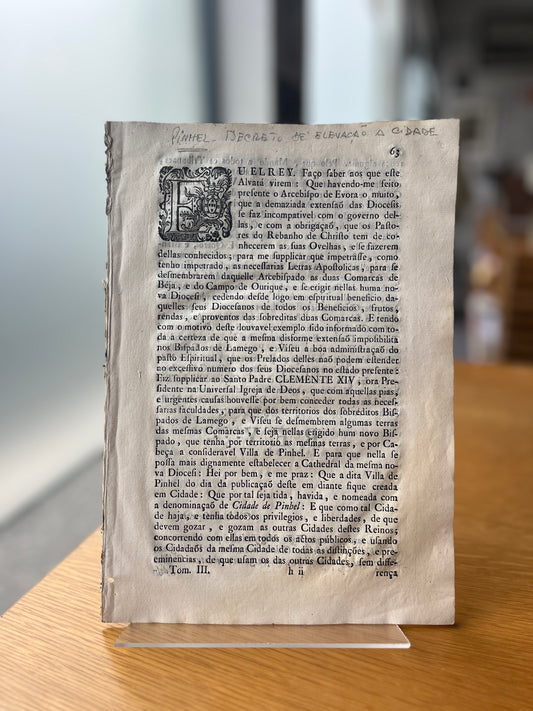 PINHEL - DECRETO DE ELEVAÇÃO A CIDADE
63
EUELREY. Faço saber aos que este
Alvará virem: Que havendo-me feito
presente o Arcebispo de Evora o muito,
que a demaziada extensaõ das Diocesis
se faz incompativel com o governo del-
las, e com a obrigaçaõ, que os Pasto-
res do Rebanho de Christo tem de co-
nhecerem as suas Ovelhas, e se fazerem
dellas conhecidos; para me supplicar que impetrásse, como
tenho impetrado, as necessarias Letras Apostolicas, para se
desmembrarem daquelle Arcebispado as duas Comarcas de
Béja, e do Campo de Ourique, e se erigir nellas huma no-
va Diocesi, cedendo desde logo em espiritual beneficio da-
quelles seus Diocesanos de todos os Beneficios, frutos,
rendas, e proventos das sobreditas duas Comarcas. E tendo
com o motivo deste louvavel exemplo sido informado com to-
da a certeza de que a mesma disforme extensaõ impossibilita
nos Bispados de Lamego, e Viseu a boa administraçaõ do
pasto Espiritual, que os Prelados delles naõ podem estender
ao excessivo numero dos seus Diocesanos no estado presente:
Fiz supplicar ao Santo Padre CLEMENTE XIV, ora Pre-
sidente na Universal Igreja de Deos, que com aquellas pias,
e urgentes causas houvesse por bem conceder todas as neces-
sarias faculdades, para que dos territorios dos sobréditos Bis-
pados de Lamego, e Viseu se desmembrem algumas terras
das mesmas Comarcas, e seja nellas erigido hum novo Bis-
pado, que tenha por territorio as mesmas terras, e por Ca-
beça a consideravel Villa de Pinhel. E para que nella se
possa mais dignamente estabelecer a Cathedral da mesma no-
va Diocesi: Hei por bem, e me praz: Que a dita Villa de
Pinhel do dia da publicaçaõ deste em diante fique creada
em Cidade: Que por tal seja tida, havida, e nomeada com
a denominaçaõ de Cidade de Pinhel: E que como tal Cida-
de haja, e tenha todos os privilegios, e liberdades, de que
devem gozar, e gozam as outras Cidades destes Reinos;
concorrendo com ellas em todos os actos públicos, e usando
os Cidadaõs da mesma Cidade de todas as distinções, e pre-
eminencias, de que usam os das outras Cidades, sem diffe-
Tom. III. h ii rença